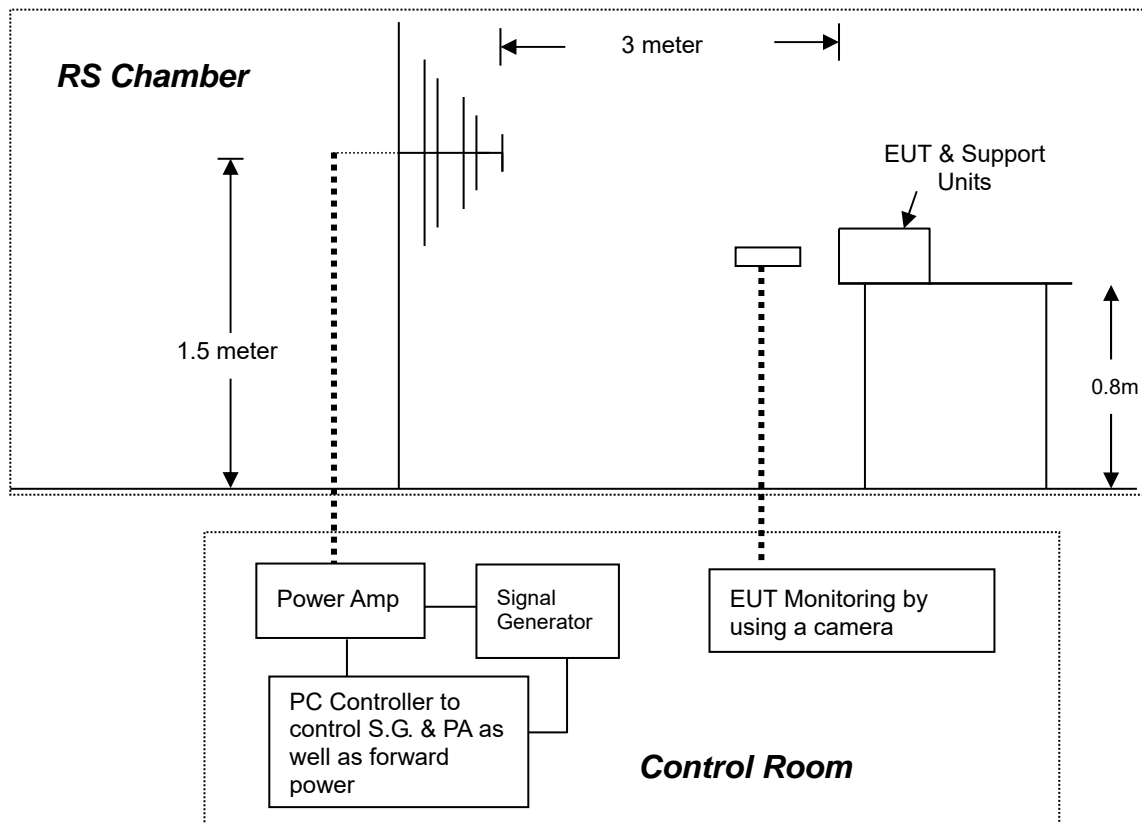 3 meter
RS Chamber
EUT & Support
Units
1.5 meter
0.8m
Power Amp
Signal
Generator
EUT Monitoring by
using a camera
PC Controller to
control S.G. & PA as
well as forward
power
Control Room